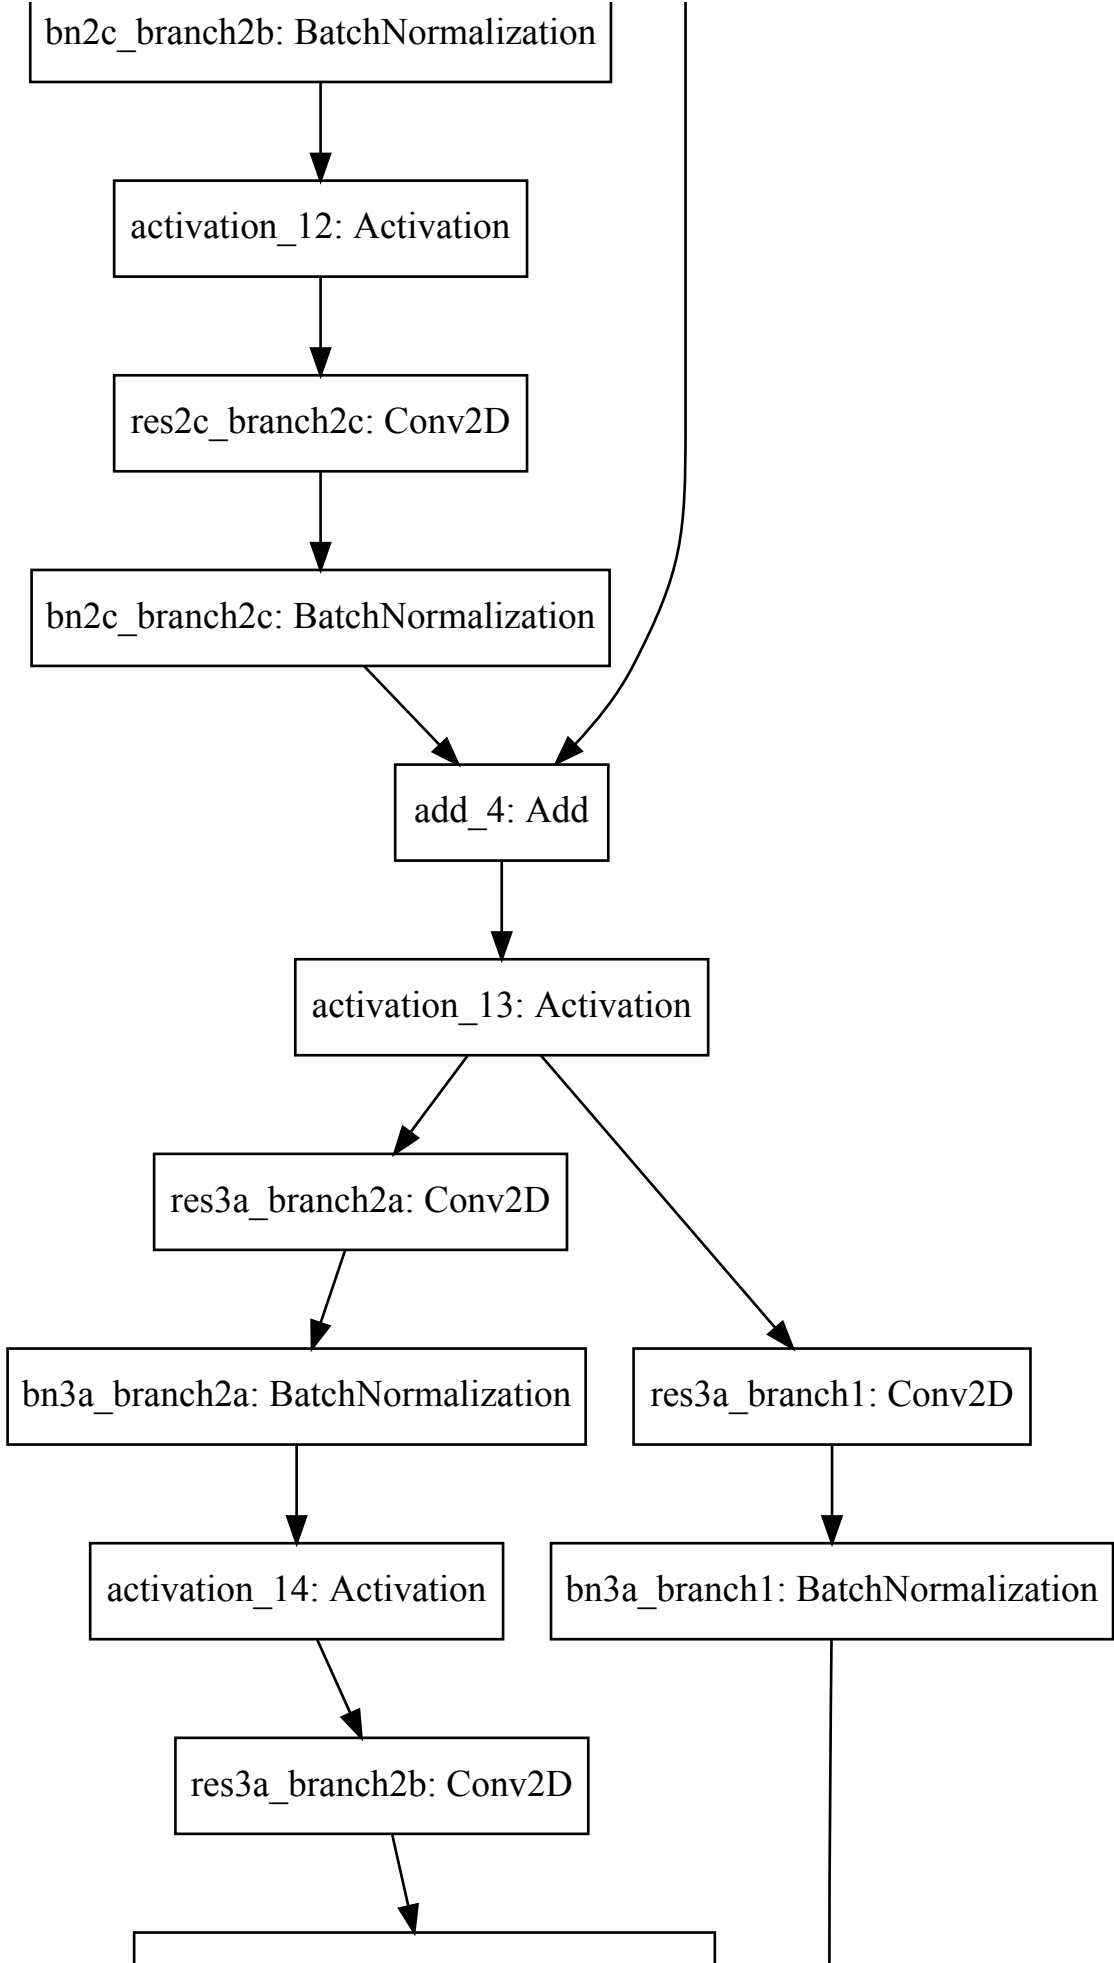 bn2c_branch2b: BatchNormalization
activation_12: Activation
res2c_branch2c: Conv2D
bn2c_branch2c: BatchNormalization
add_4: Add
activation_13: Activation
res3a_branch2a: Conv2D
bn3a_branch2a: BatchNormalization
res3a_branch1: Conv2D
activation_14: Activation
bn3a_branch1: BatchNormalization
res3a_branch2b: Conv2D